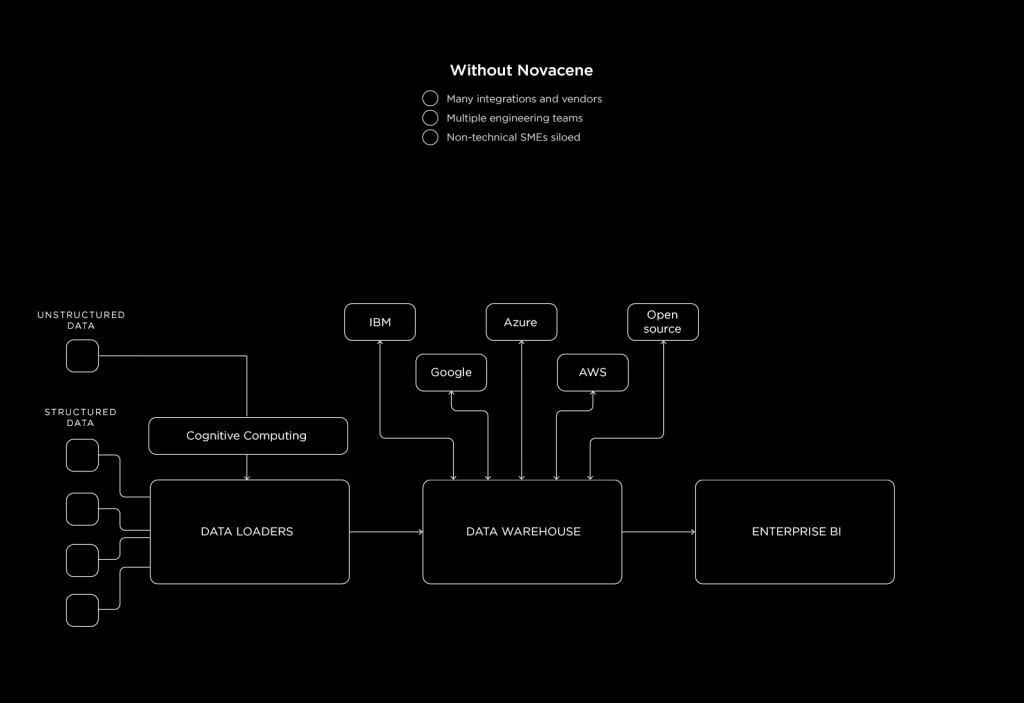 Without Novacene
Many integrations and vendors
Multiple engineering teams
Non-technical SMEs siloed
UNSTRUCTURED
DATA
IBM
Azure
Open
source
Google
AWS
STRUCTURED
DATA
Cognitive Computing
DATA LOADERS
DATA WAREHOUSE
ENTERPRISE BI